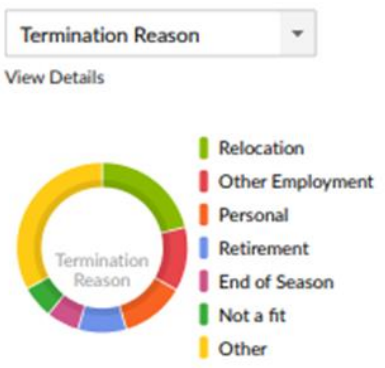 Termination Reason
View Details
Relocation
Other Employment
Personal
Retirement
End of Season
Not a fit
Other
Termination
Reason